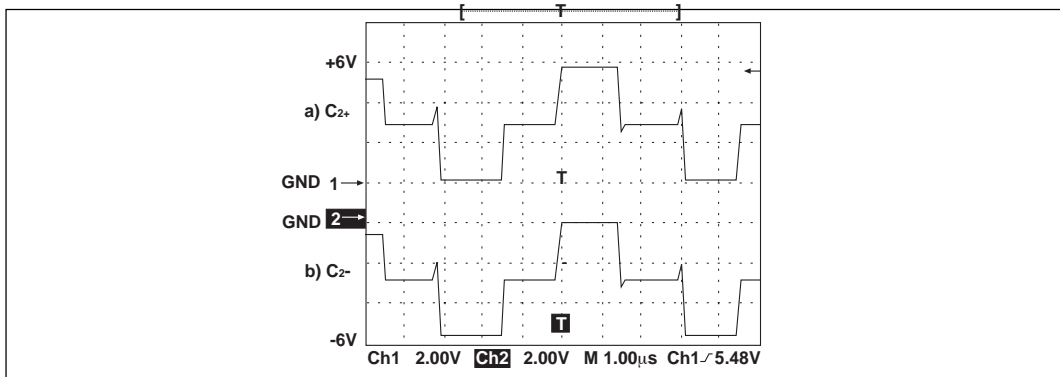 [ T ]
+6V
a) C2+
T
GND 1
GND 2
b) C2-
T
-6V
Ch1 2.00V Ch2 2.00V M 1.00μs Ch1 5.48V